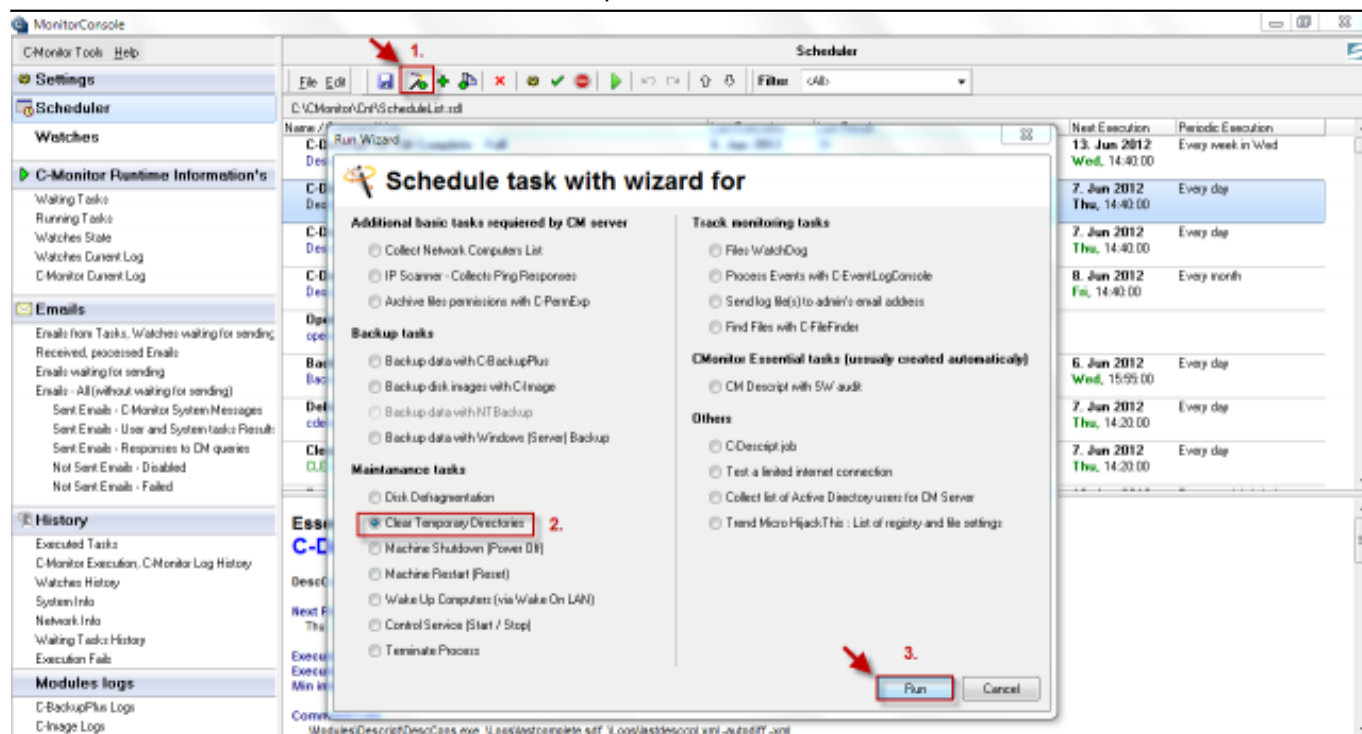 MonitorConsole
C-Monitor Tools Help
Settings
Scheduler
Watches
C-Monitor Runtime Information's
Waiting Tasks
Running Tasks
Watches State
Watches Current Log
C-Monitor Current Log
Emails
Emails from Tasks, Watches waiting for sending
Received, processed Emails
Emails waiting for sending
Emails - All (without waiting for sending)
Sent Emails - C-Monitor System Messages
Sent Emails - User and System tasks Result
Sent Emails - Responses to CM queries
Not Sent Emails - Disabled
Not Sent Emails - Failed
History
Executed Tasks
C-Monitor Execution, C-Monitor Log History
Watches History
System Info
Network Info
Waiting Tasks History
Execution Fails
Modules logs
C-BackupPlus Logs
C-Image Logs
Scheduler
1.
File Edit
Filter <All>
C:\CMonitor\Cnf\ScheduleList.sdl
Name /
Next Execution Periodic Execution
13. Jun 2012 Every week in Wed
Wed, 14:40:00
7. Jun 2012 Every day
Thu, 14:40:00
7. Jun 2012 Every day
Thu, 14:40:00
8. Jun 2012 Every month
Fri, 14:40:00
6. Jun 2012 Every day
Wed, 15:55:00
7. Jun 2012 Every day
Thu, 14:20:00
7. Jun 2012 Every day
Thu, 14:20:00
Run Wizard
Schedule task with wizard for
Additional basic tasks requiered by CM server
Collect Network Computers List
IP Scanner - Collects Ping Responses
Archive files permissions with C-PermExp
Backup tasks
Backup data with C-BackupPlus
Backup disk images with C-Image
Backup data with NT Backup
Backup data with Windows (Server) Backup
Maintanance tasks
Disk Defragmentation
Clear Temporary Directories
2.
Machine Shutdown (Power Off)
Machine Restart (Reset)
Wake Up Computers (via Wake On LAN)
Control Service (Start / Stop)
Terminate Process
Track monitoring tasks
Files WatchDog
Process Events with C-EventLogConsole
Send log file(s) to admin's email address
Find Files with C-FileFinder
CMonitor Essential tasks (ussualy created automaticaly)
CM Descript with SW audit
Others
C-Descript job
Test a limited internet connection
Collect list of Active Directory users for CM Server
Trend Micro HijackThis : List of registry and file settings
3.
Run Cancel